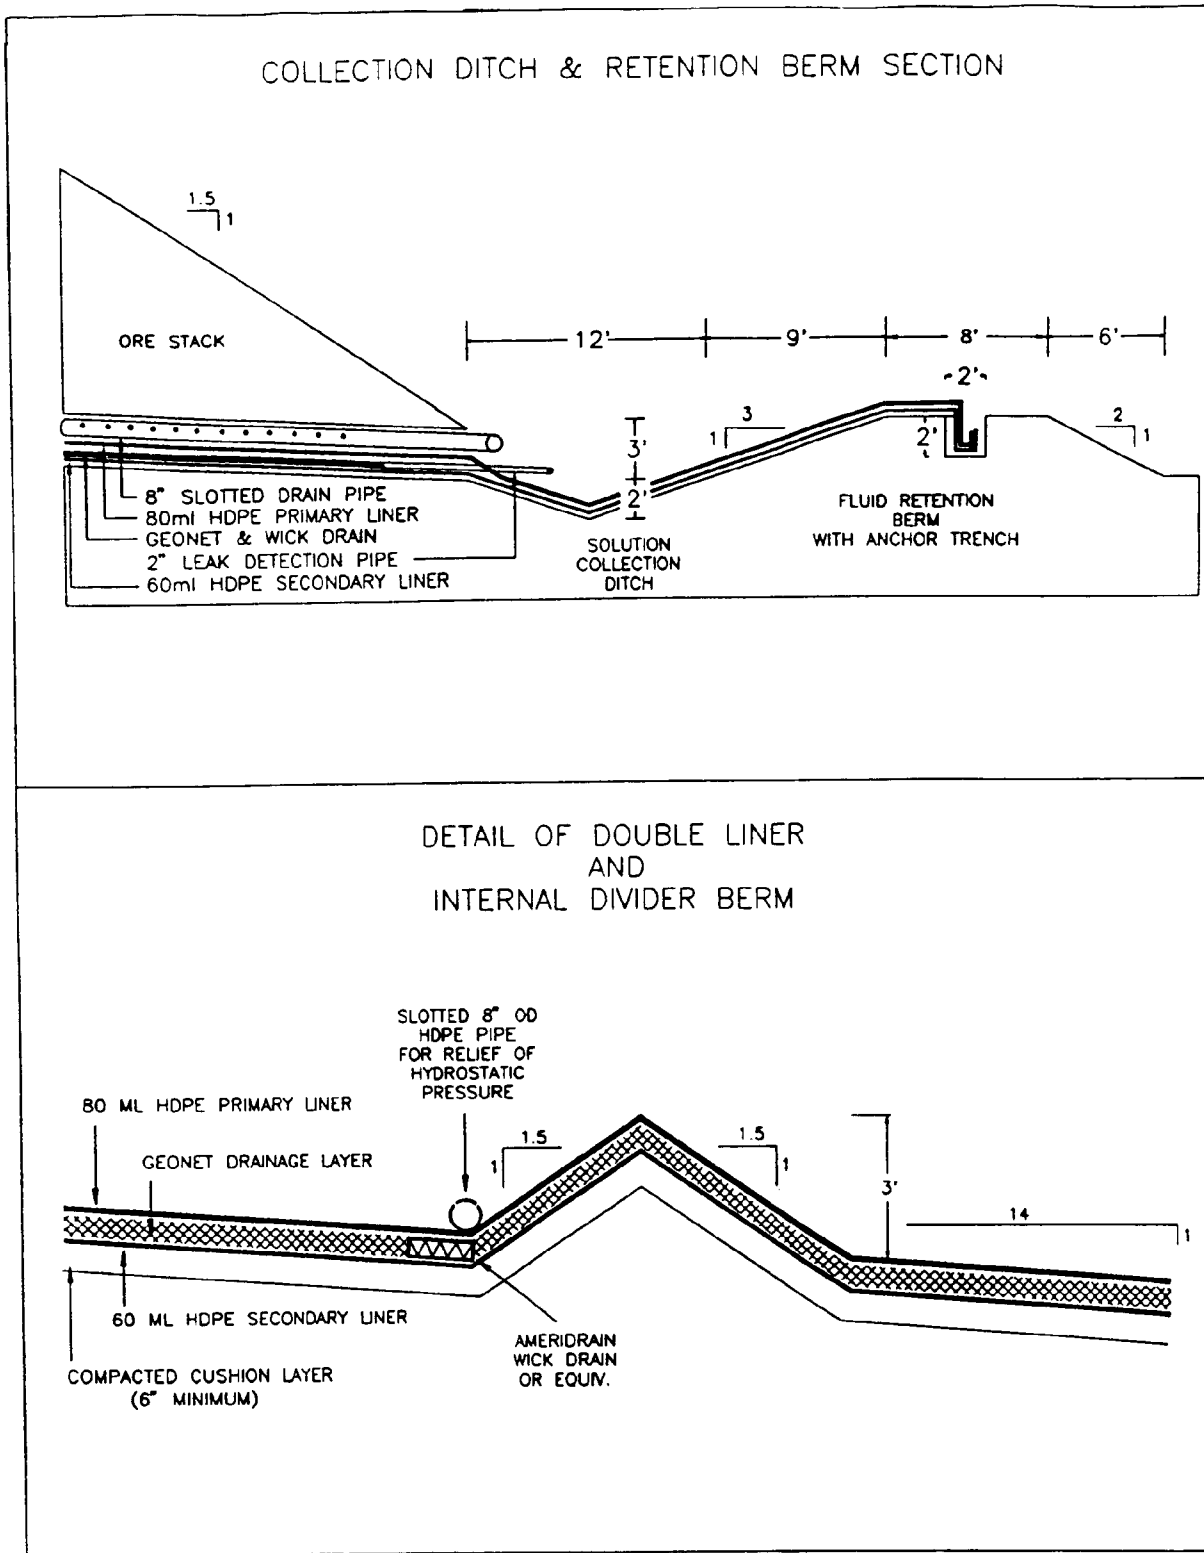 COLLECTION DITCH & RETENTION BERM SECTION
1.5
1
ORE STACK
12'
9'
8'
6'
2'
3
1
3'
2'
2
1
2'
8" SLOTTED DRAIN PIPE
80ml HDPE PRIMARY LINER
GEONET & WICK DRAIN
2" LEAK DETECTION PIPE
60ml HDPE SECONDARY LINER
SOLUTION
COLLECTION
DITCH
FLUID RETENTION
BERM
WITH ANCHOR TRENCH
DETAIL OF DOUBLE LINER
AND
INTERNAL DIVIDER BERM
SLOTTED 8" OD
HDPE PIPE
FOR RELIEF OF
HYDROSTATIC
PRESSURE
80 ML HDPE PRIMARY LINER
GEONET DRAINAGE LAYER
1.5
1
1.5
1
3'
14
1
60 ML HDPE SECONDARY LINER
COMPACTED CUSHION LAYER
(6" MINIMUM)
AMERIDRAIN
WICK DRAIN
OR EQUIV.